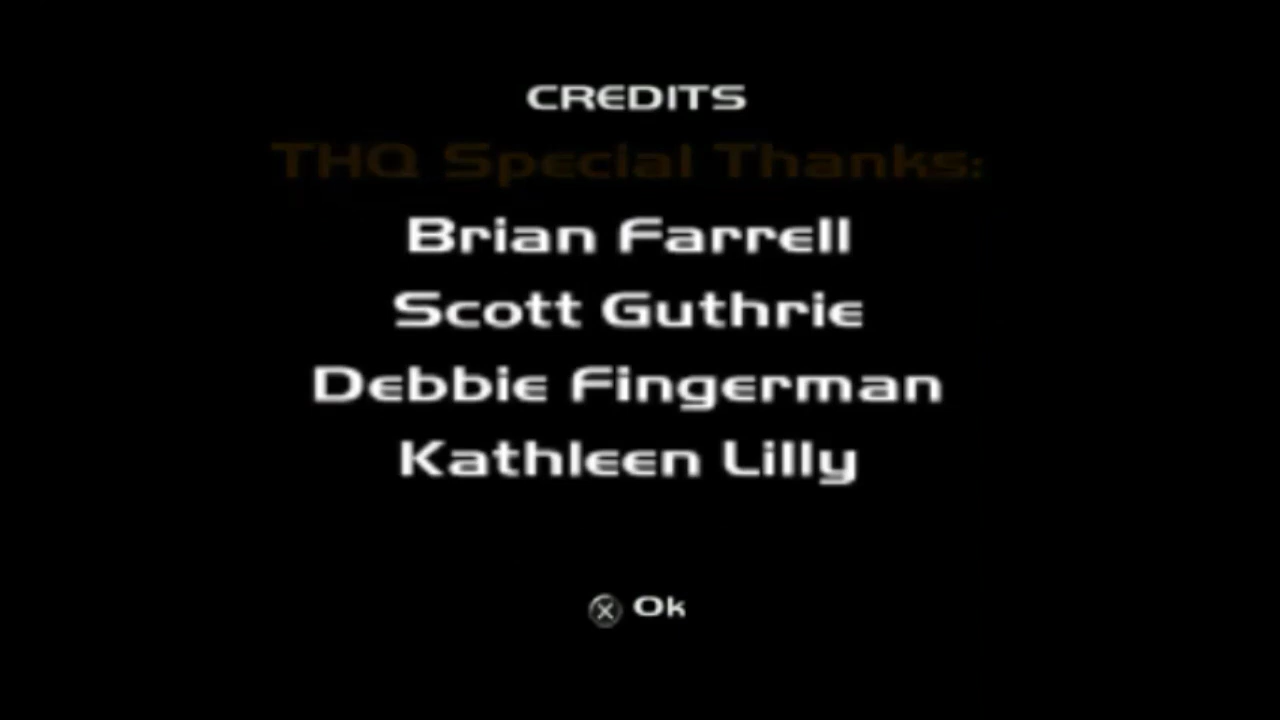 CREDITS
THQ Special Thanks:
Brian Farrell
Scott Guthrie
Debbie Fingerman
Kathleen Lilly
Ok